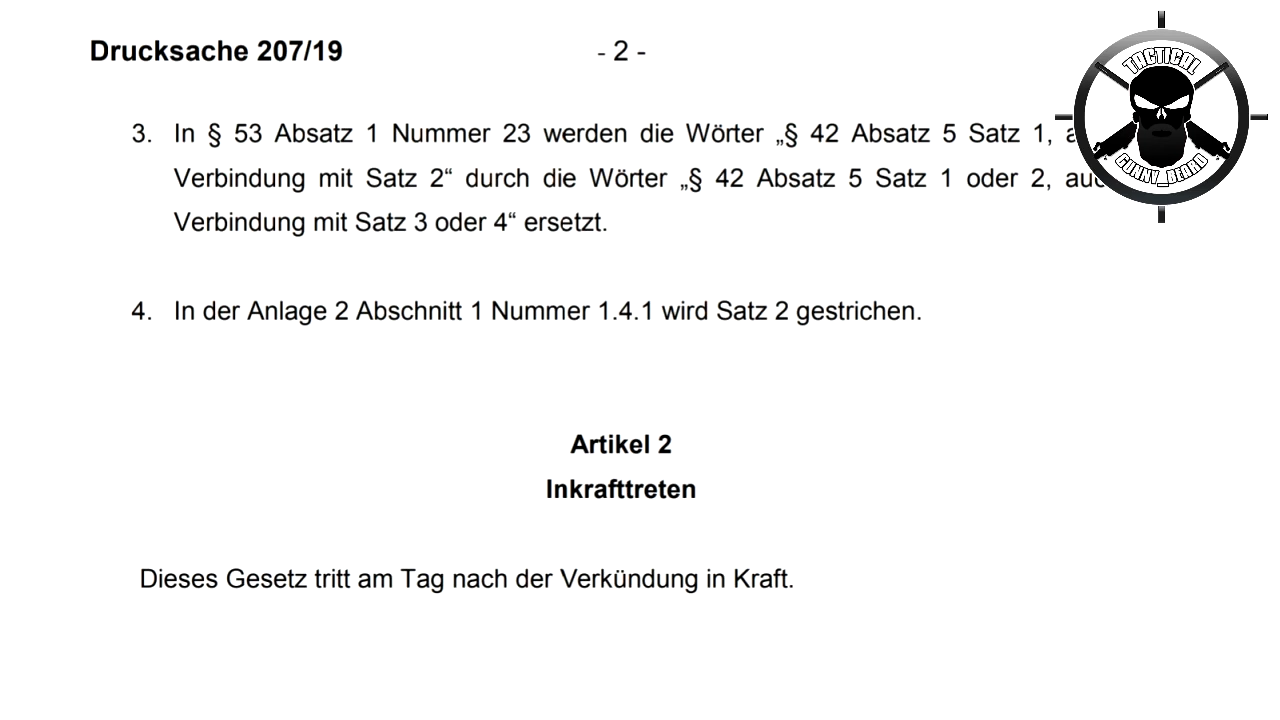 Drucksache 207/19
- 2 -
TACTICAL
GUNNY_BEARD
3. In § 53 Absatz 1 Nummer 23 werden die Wörter „§ 42 Absatz 5 Satz 1,
Verbindung mit Satz 2“ durch die Wörter „§ 42 Absatz 5 Satz 1 oder 2,
Verbindung mit Satz 3 oder 4“ ersetzt.
4. In der Anlage 2 Abschnitt 1 Nummer 1.4.1 wird Satz 2 gestrichen.
Artikel 2
Inkrafttreten
Dieses Gesetz tritt am Tag nach der Verkündung in Kraft.